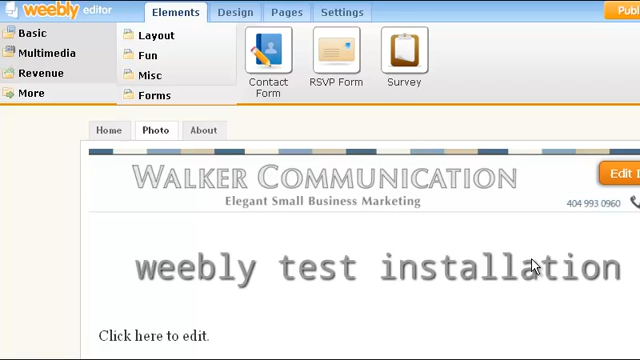 weebly editor
Elements Design Pages Settings
Basic
Multimedia
Revenue
More
Layout
Fun
Misc
Forms
Contact Form
RSVP Form
Survey
Home Photo About
WALKER COMMUNICATION
Elegant Small Business Marketing
Edit
404 993 0960
weebly test installation
Click here to edit.